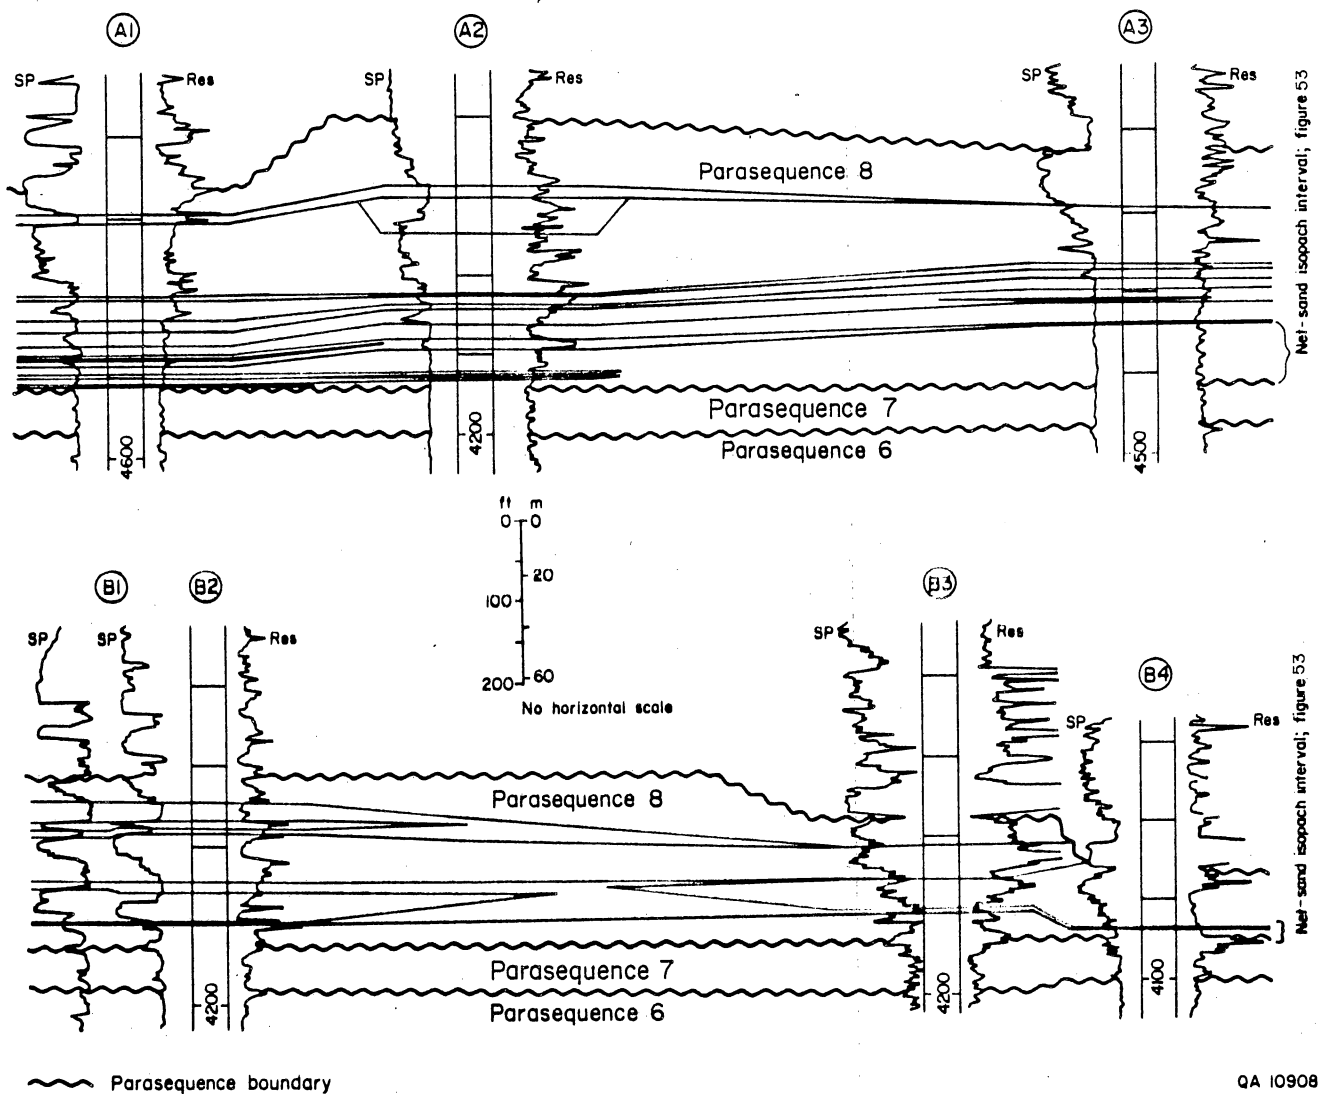 A1 A2 A3
SP Res SP Res SP Res
Parasequence 8
Parasequence 7
Parasequence 6
4600 4200 4500
Net-sand isopach interval; figure 53
ft m
0 0
20
100
200 60
No horizontal scale
B1 B2 B3 B4
SP SP Res SP Res SP Res
Parasequence 8
Parasequence 7
Parasequence 6
4200 4200 4100
Net-sand isopach interval; figure 53
Parasequence boundary
QA 10908